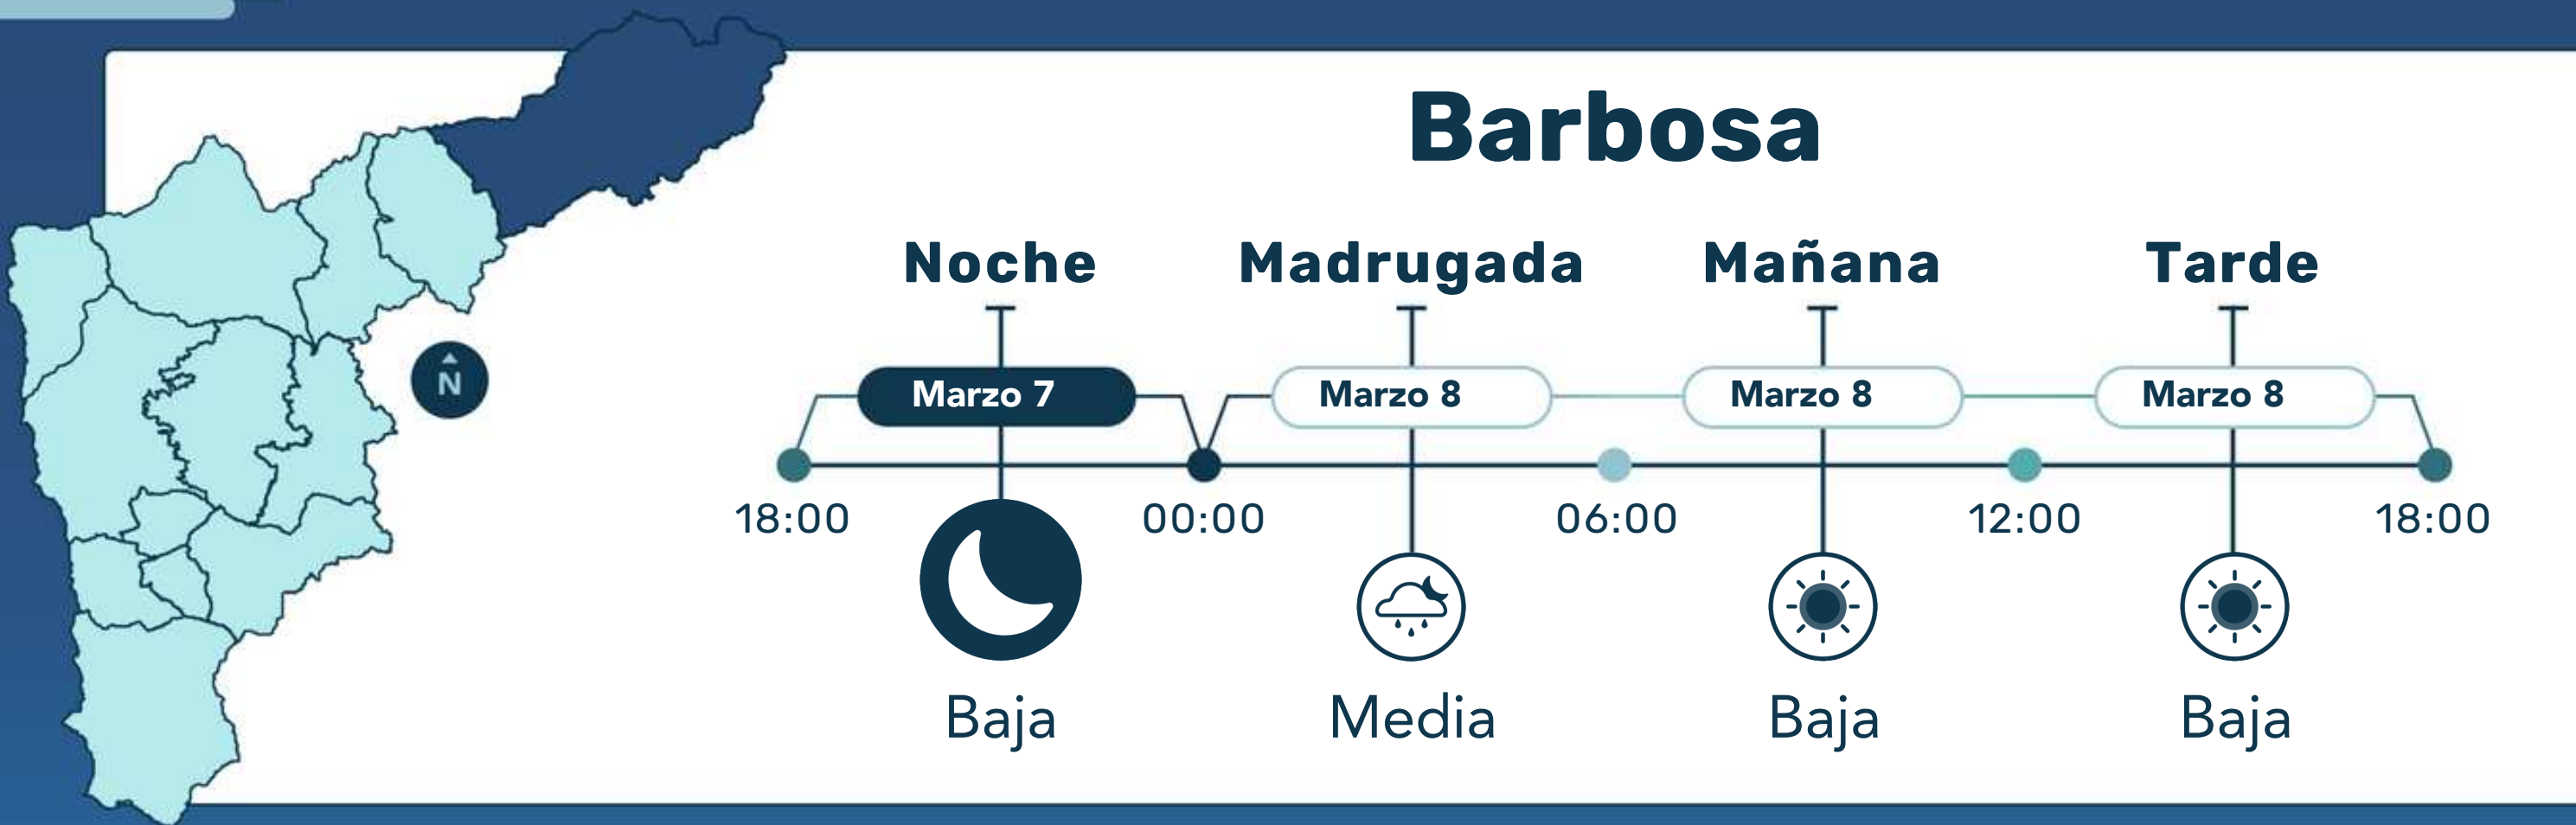 Barbosa
Noche Madrugada Mañana Tarde
Marzo 7 Marzo 8 Marzo 8 Marzo 8
N
18:00 00:00 06:00 12:00 18:00
Baja Media Baja Baja